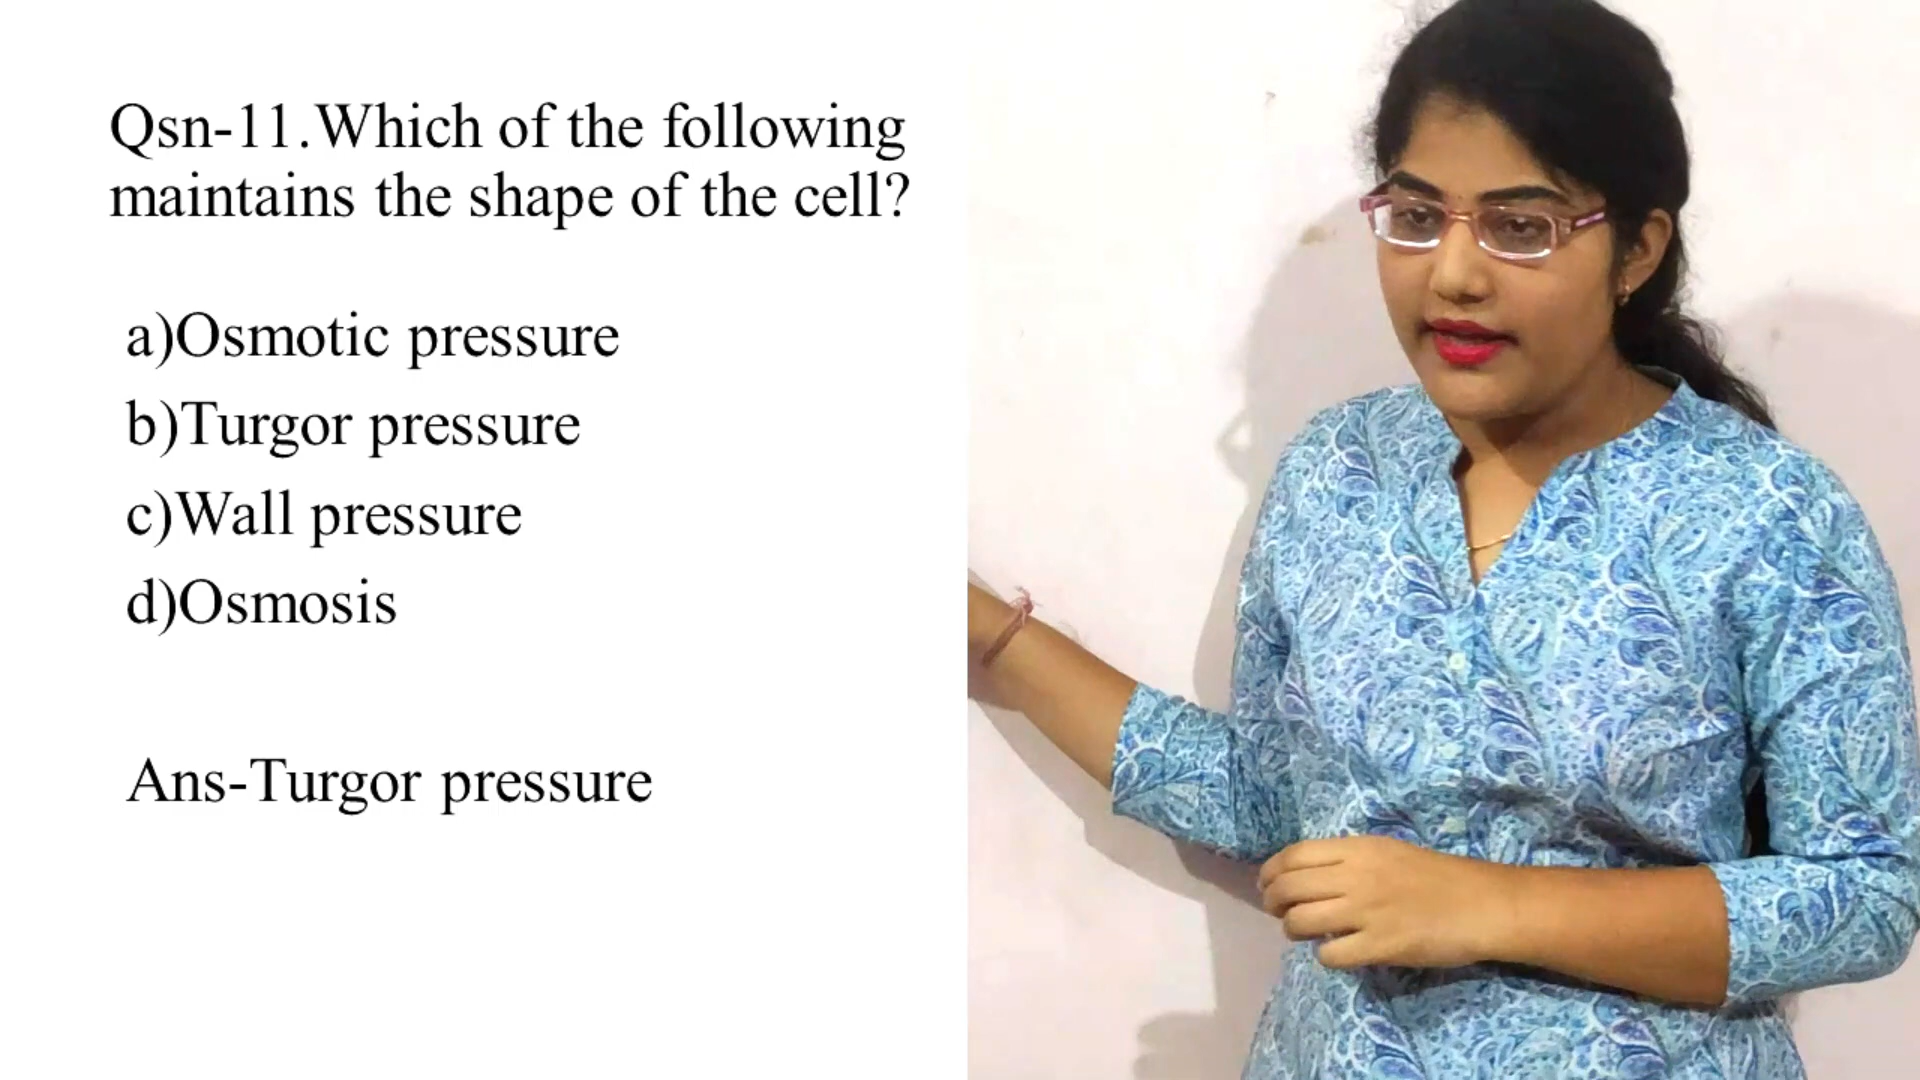 Qsn-11.Which of the following
maintains the shape of the cell?
a)Osmotic pressure
b)Turgor pressure
c)Wall pressure
d)Osmosis
Ans-Turgor pressure